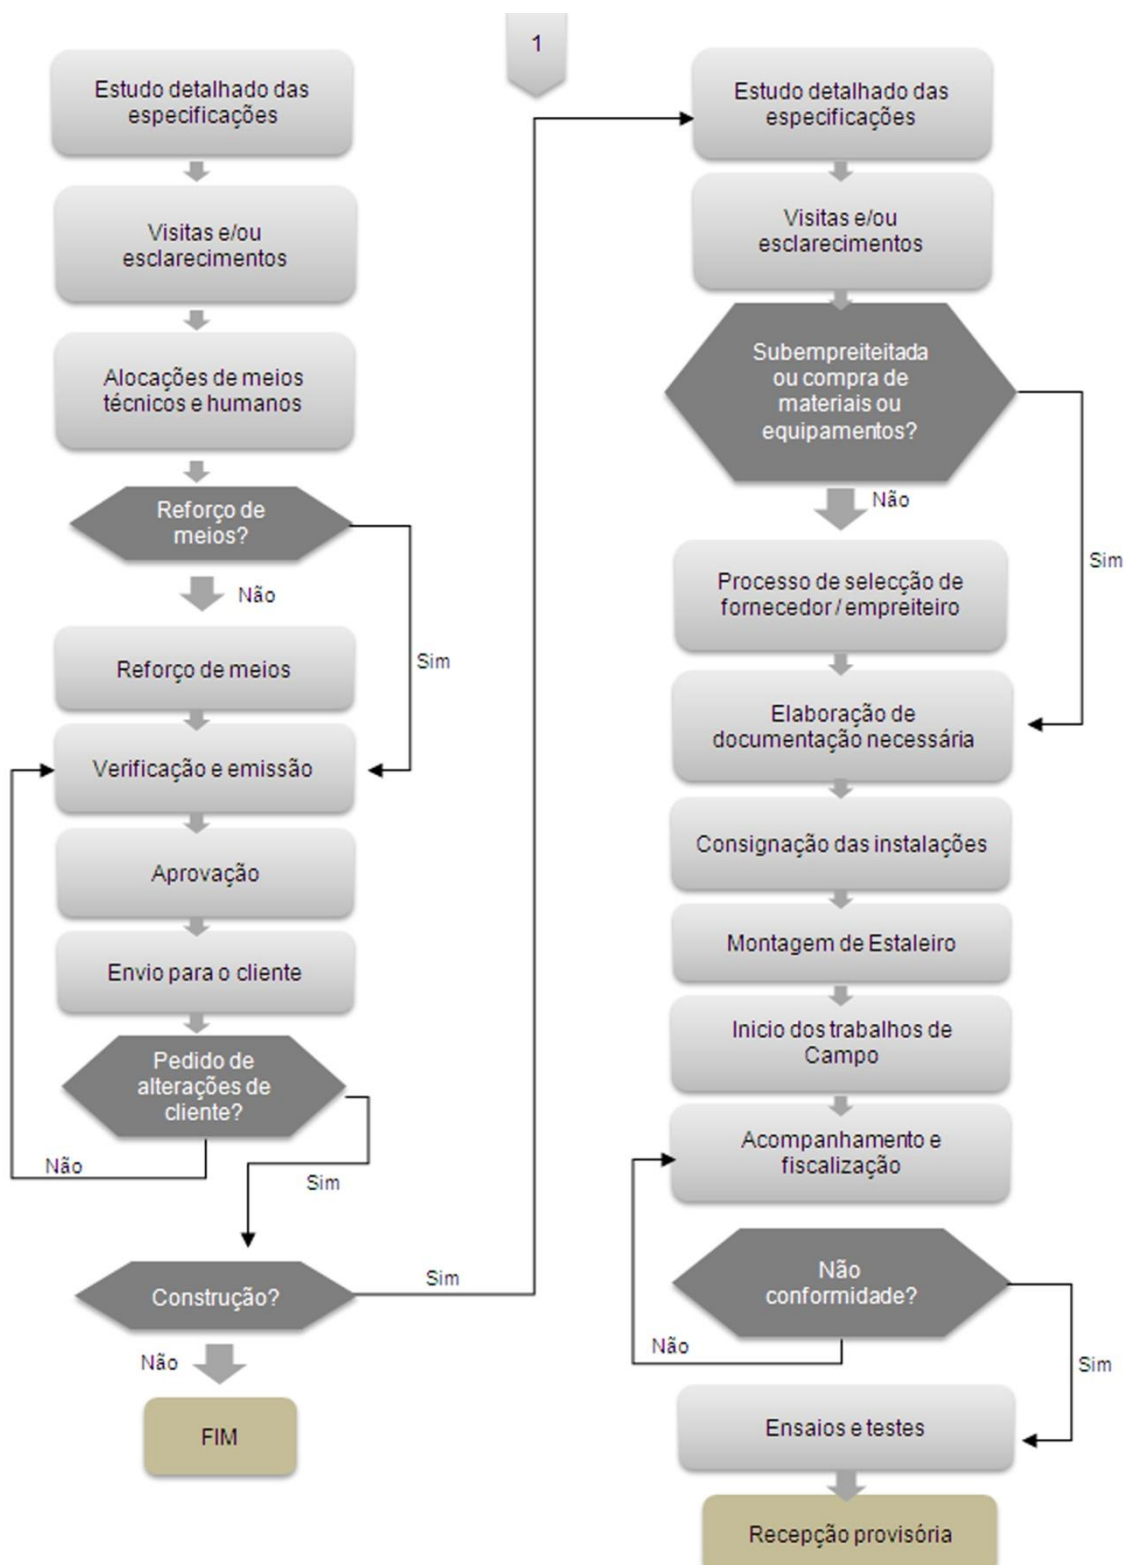 1
Estudo detalhado das
especificações
Visitas e/ou
esclarecimentos
Alocações de meios
técnicos e humanos
Reforço de
meios?
Não
Sim
Reforço de meios
Verificação e emissão
Aprovação
Envio para o cliente
Pedido de
alterações de
cliente?
Não
Sim
Construção?
Sim
Não
FIM
Estudo detalhado das
especificações
Visitas e/ou
esclarecimentos
Subempreiteitada
ou compra de
materiais ou
equipamentos?
Não
Sim
Processo de selecção de
fornecedor / empreiteiro
Elaboração de
documentação necessária
Consignação das instalações
Montagem de Estaleiro
Inicio dos trabalhos de
Campo
Acompanhamento e
fiscalização
Não
conformidade?
Não
Sim
Ensaios e testes
Recepção provisória